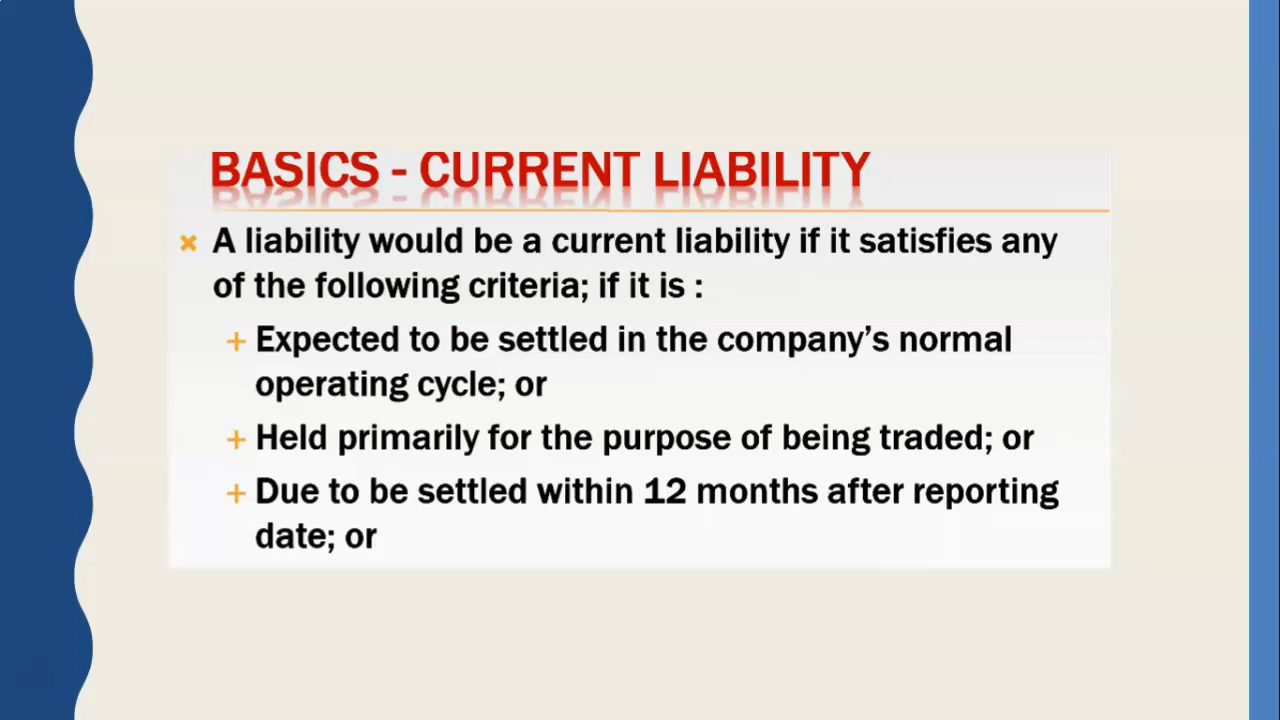 BASICS - CURRENT LIABILITY
A liability would be a current liability if it satisfies any
of the following criteria; if it is :
Expected to be settled in the company's normal
operating cycle; or
Held primarily for the purpose of being traded; or
Due to be settled within 12 months after reporting
date; or